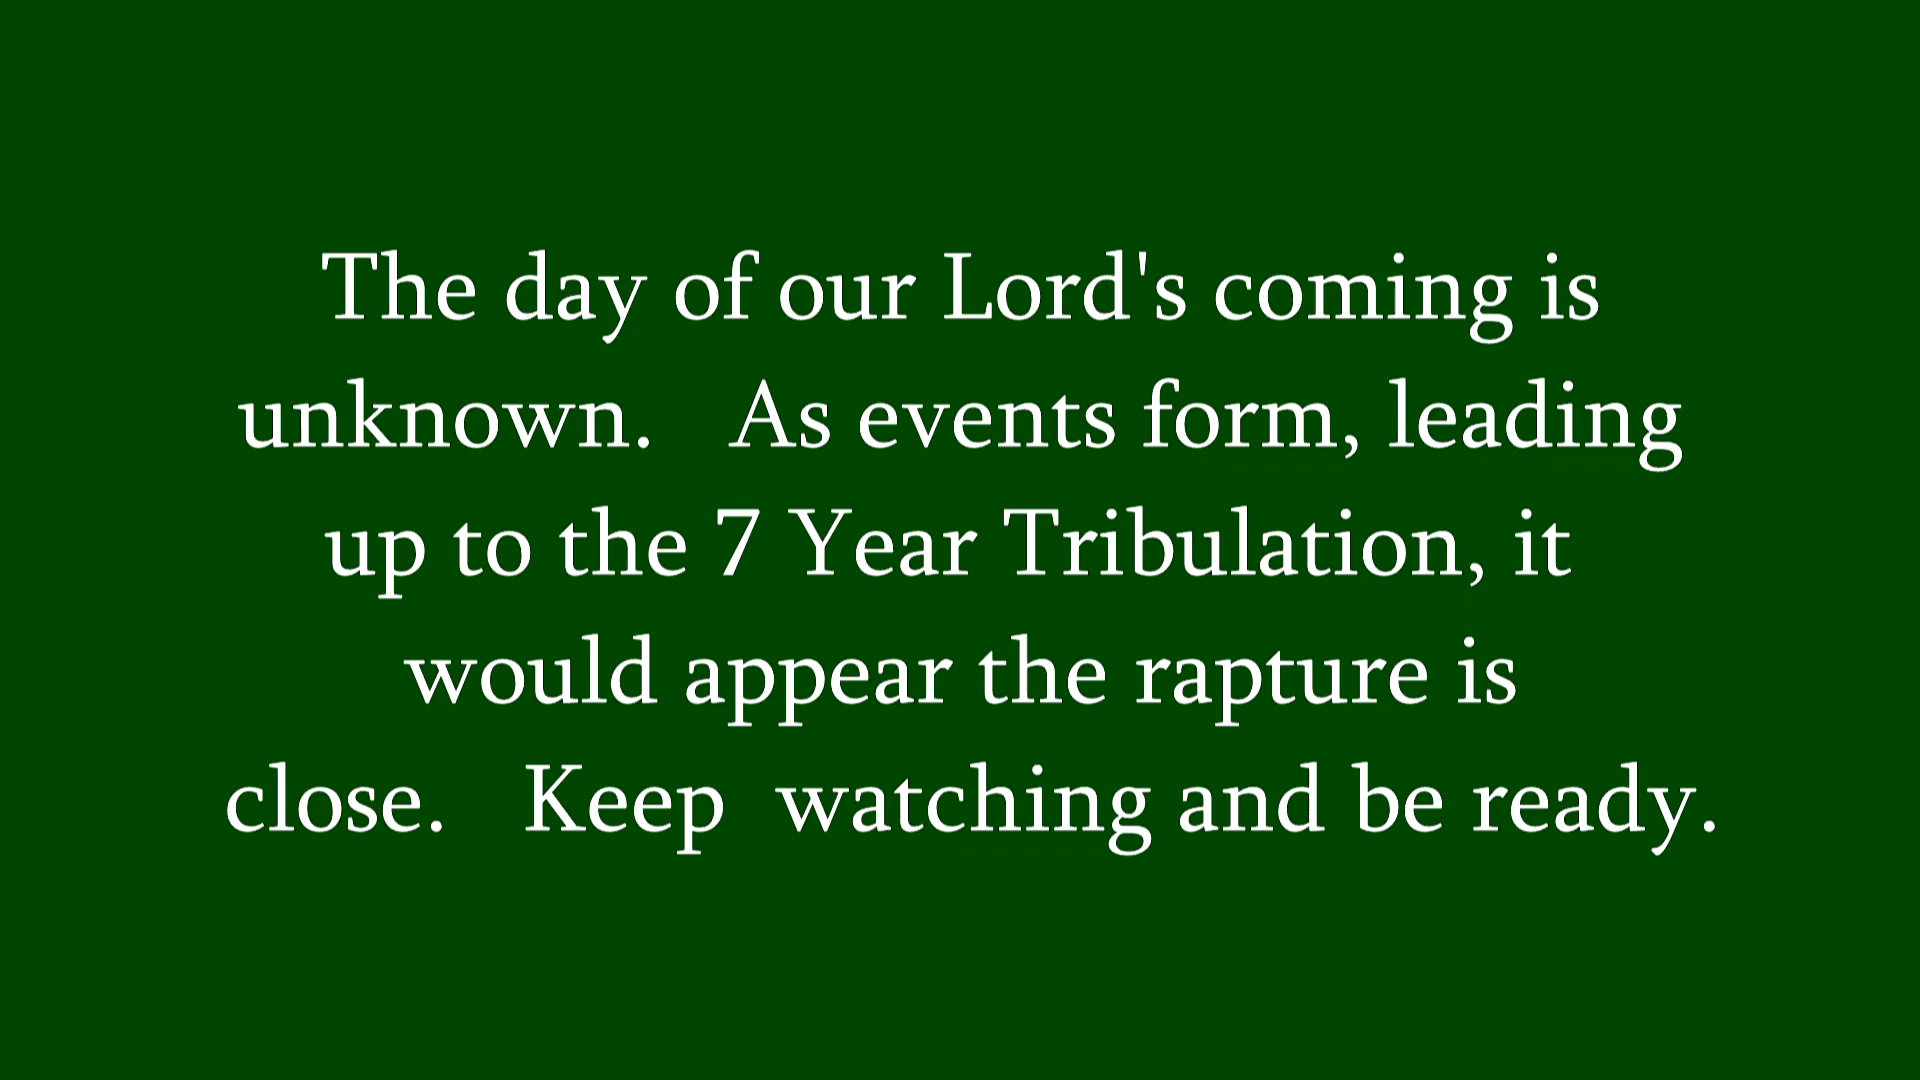 The day of our Lord's coming is
unknown.   As events form, leading
up to the 7 Year Tribulation, it
would appear the rapture is
close.   Keep  watching and be ready.